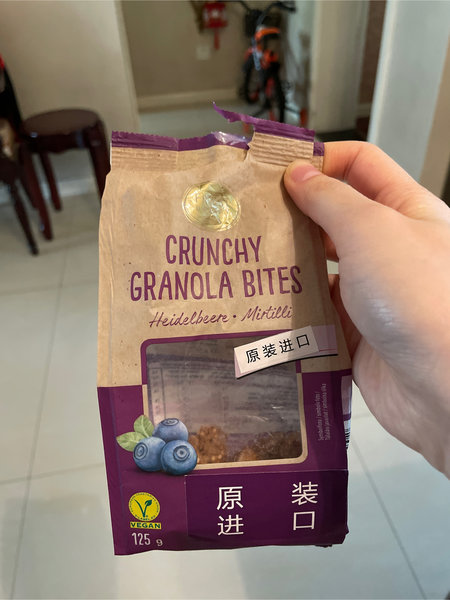 CRUNCHY
GRANOLA BITES
Heidelbeere • Mirtilli
原装进口
原装
进口
VEGAN
125 g